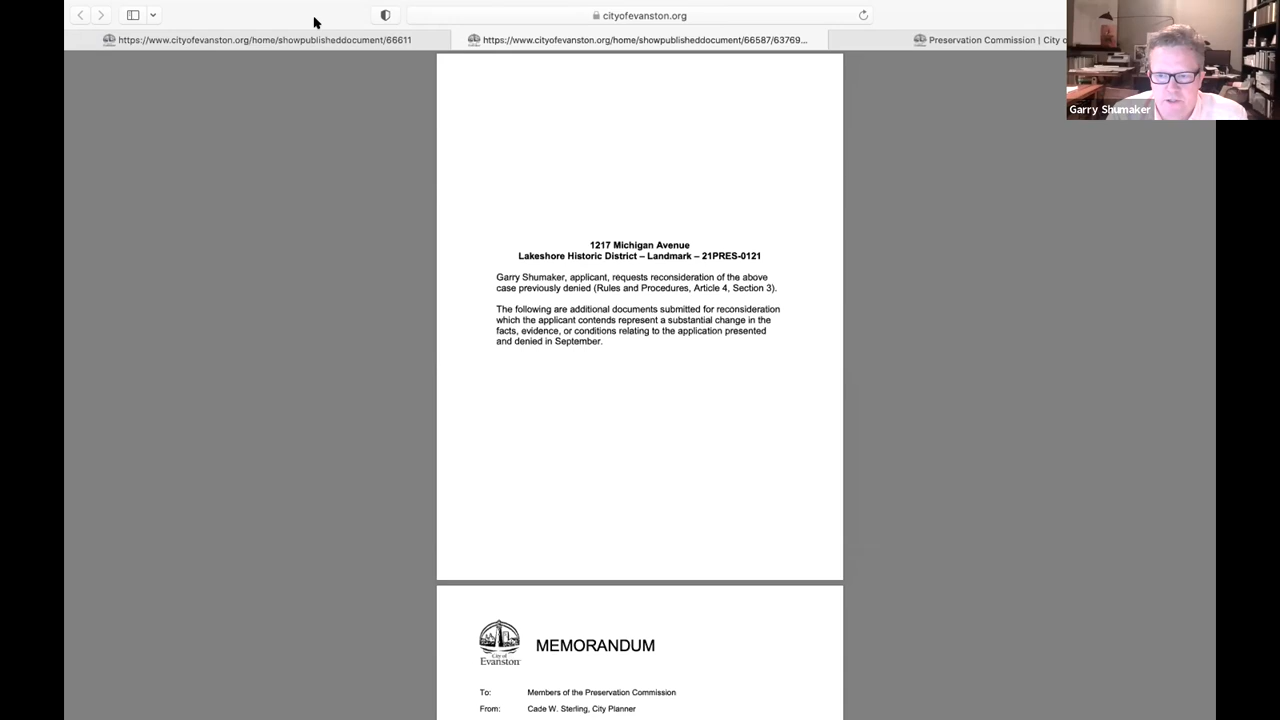 cityofevanston.org
https://www.cityofevanston.org/home/showpublisheddocument/66611
https://www.cityofevanston.org/home/showpublisheddocument/66587/63769...
Preservation Commission | City o
Garry Shumaker
1217 Michigan Avenue
Lakeshore Historic District – Landmark – 21PRES-0121
Garry Shumaker, applicant, requests reconsideration of the above
case previously denied (Rules and Procedures, Article 4, Section 3).
The following are additional documents submitted for reconsideration
which the applicant contends represent a substantial change in the
facts, evidence, or conditions relating to the application presented
and denied in September.
City of
Evanston
MEMORANDUM
To: Members of the Preservation Commission
From: Cade W. Sterling, City Planner